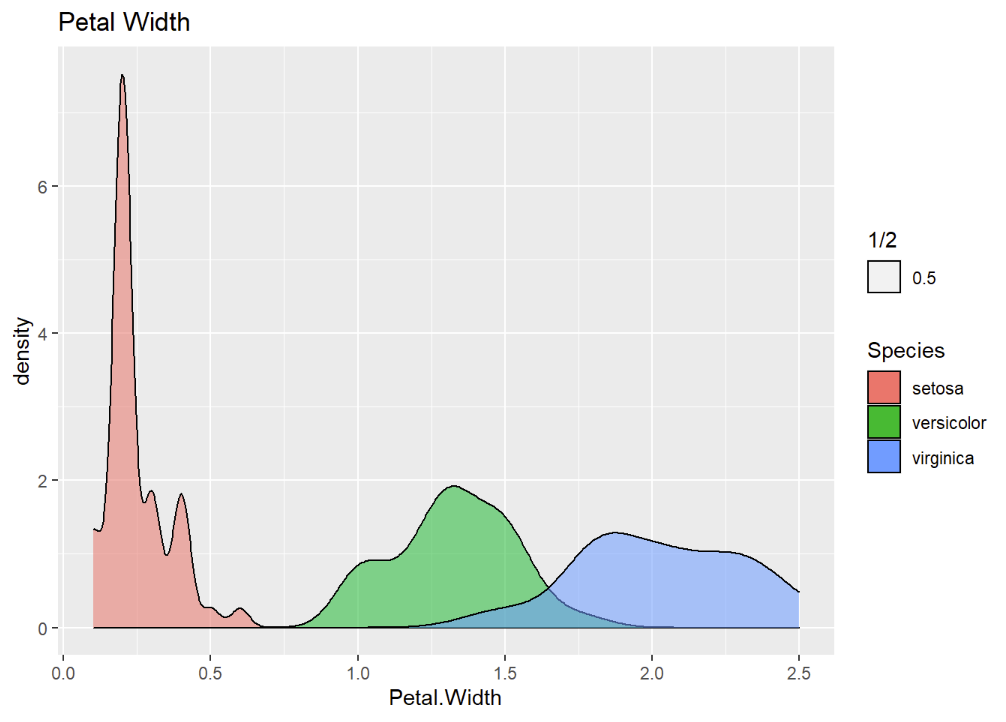 Petal Width
density
6
4
2
0
0.0 0.5 1.0 1.5 2.0 2.5
Petal.Width
1/2
0.5
Species
setosa
versicolor
virginica